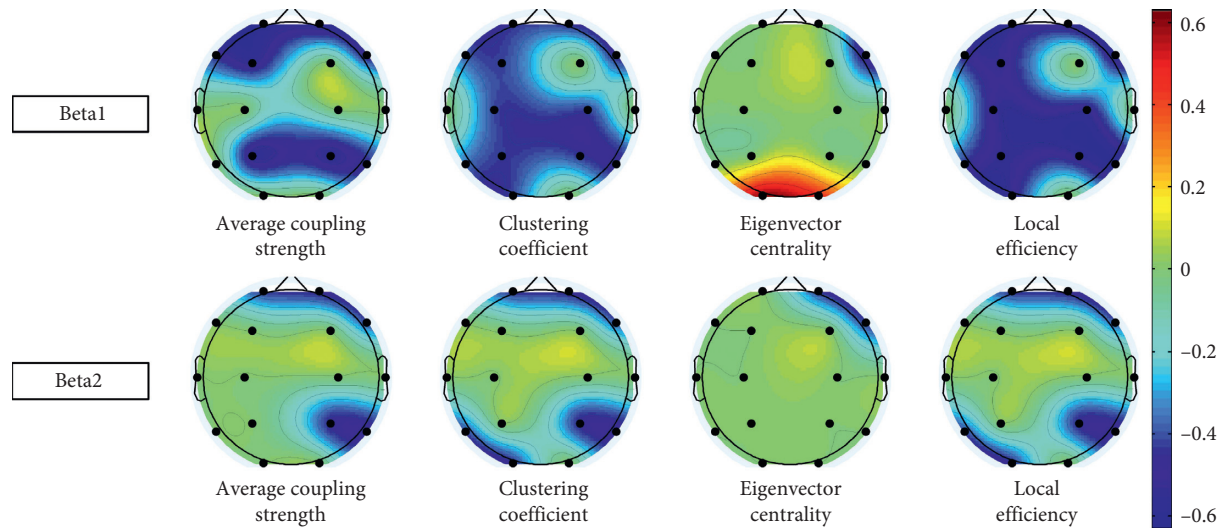 Beta1
Average coupling
strength
Clustering
coefficient
Eigenvector
centrality
Local
efficiency
Beta2
Average coupling
strength
Clustering
coefficient
Eigenvector
centrality
Local
efficiency
0.6
0.4
0.2
0
−0.2
−0.4
−0.6